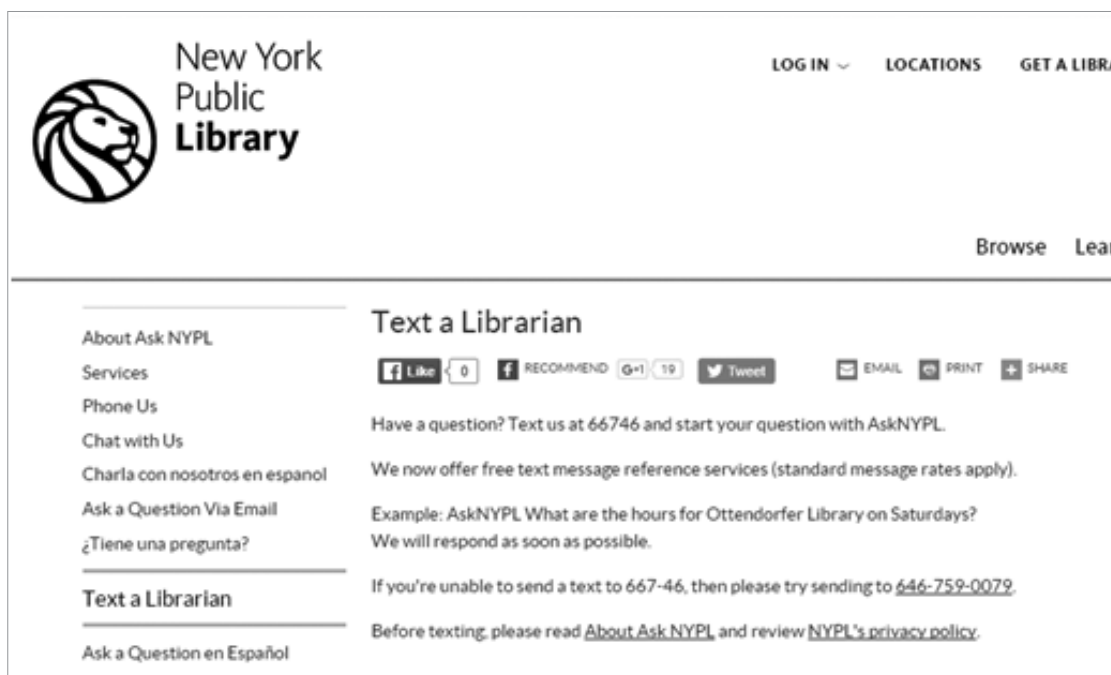 New York
Public
Library
LOG IN
LOCATIONS
GET A LIBRA
Browse
Lear
About Ask NYPL
Services
Phone Us
Chat with Us
Charla con nosotros en espanol
Ask a Question Via Email
¿Tiene una pregunta?
Text a Librarian
Ask a Question en Español
Text a Librarian
f Like 0
f RECOMMEND
G+1 19
Tweet
EMAIL
PRINT
+ SHARE
Have a question? Text us at 66746 and start your question with AskNYPL.
We now offer free text message reference services (standard message rates apply).
Example: AskNYPL What are the hours for Ottendorfer Library on Saturdays?
We will respond as soon as possible.
If you're unable to send a text to 667-46, then please try sending to 646-759-0079.
Before texting, please read About Ask NYPL and review NYPL's privacy policy.